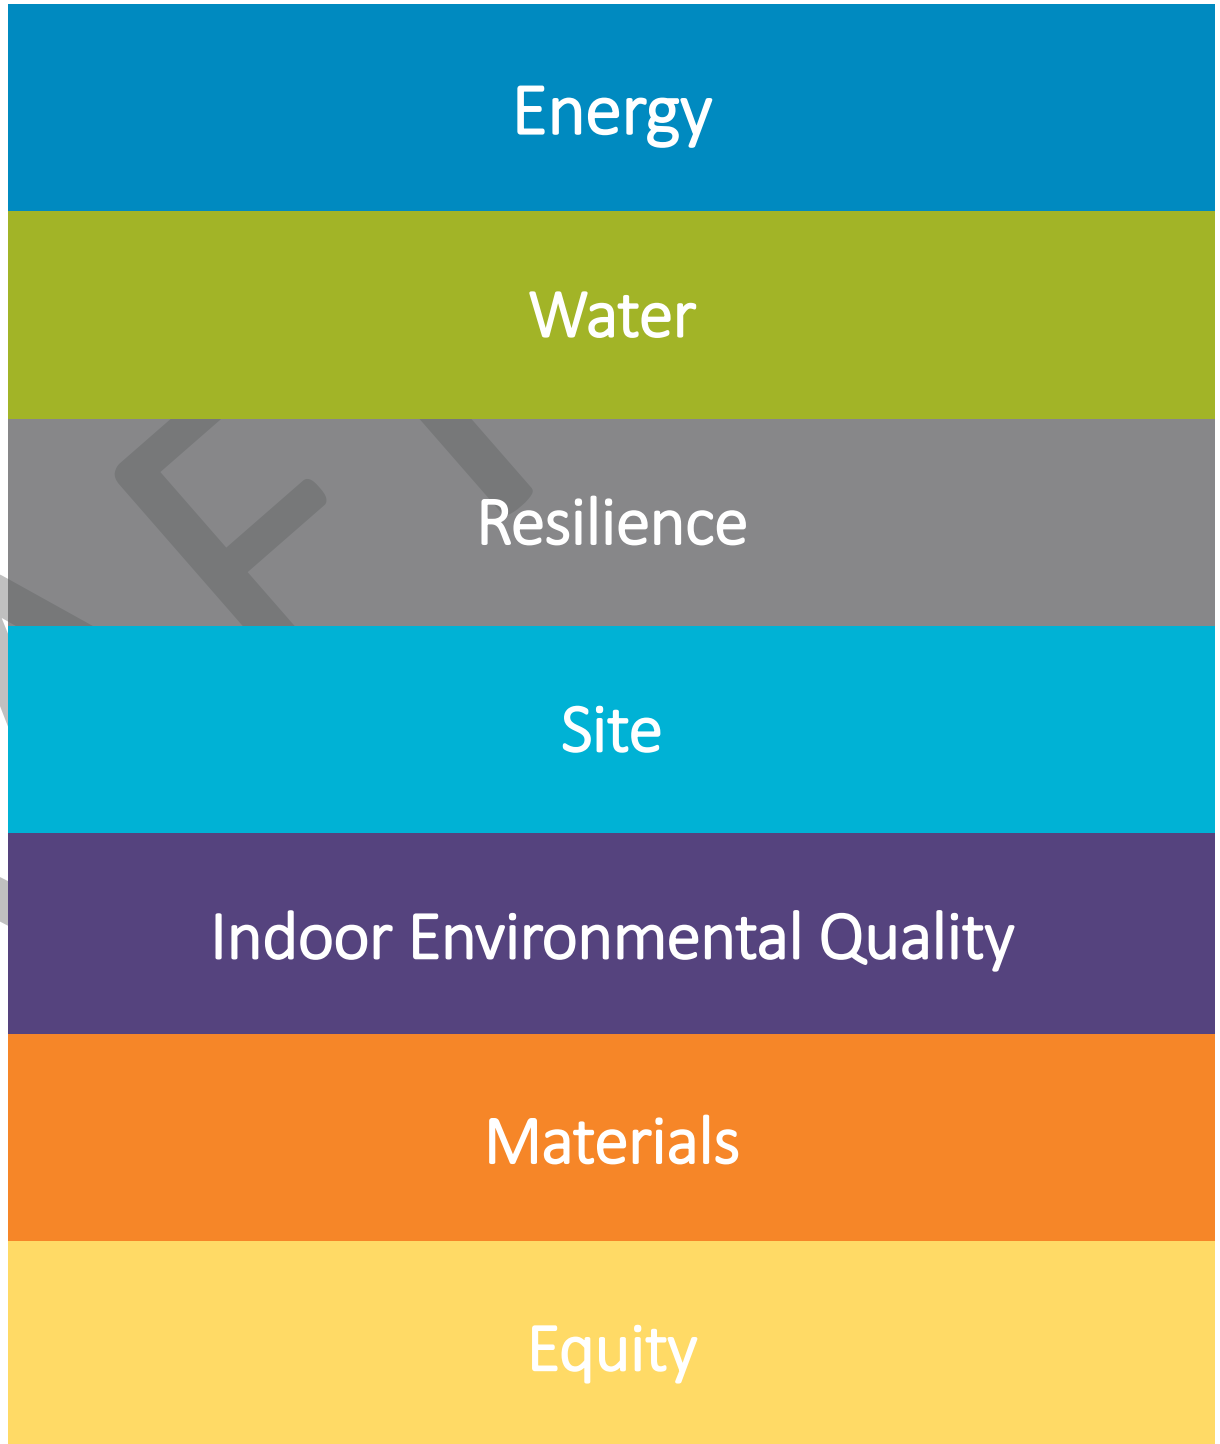 Energy
Water
Resilience
Site
Indoor Environmental Quality
Materials
Equity